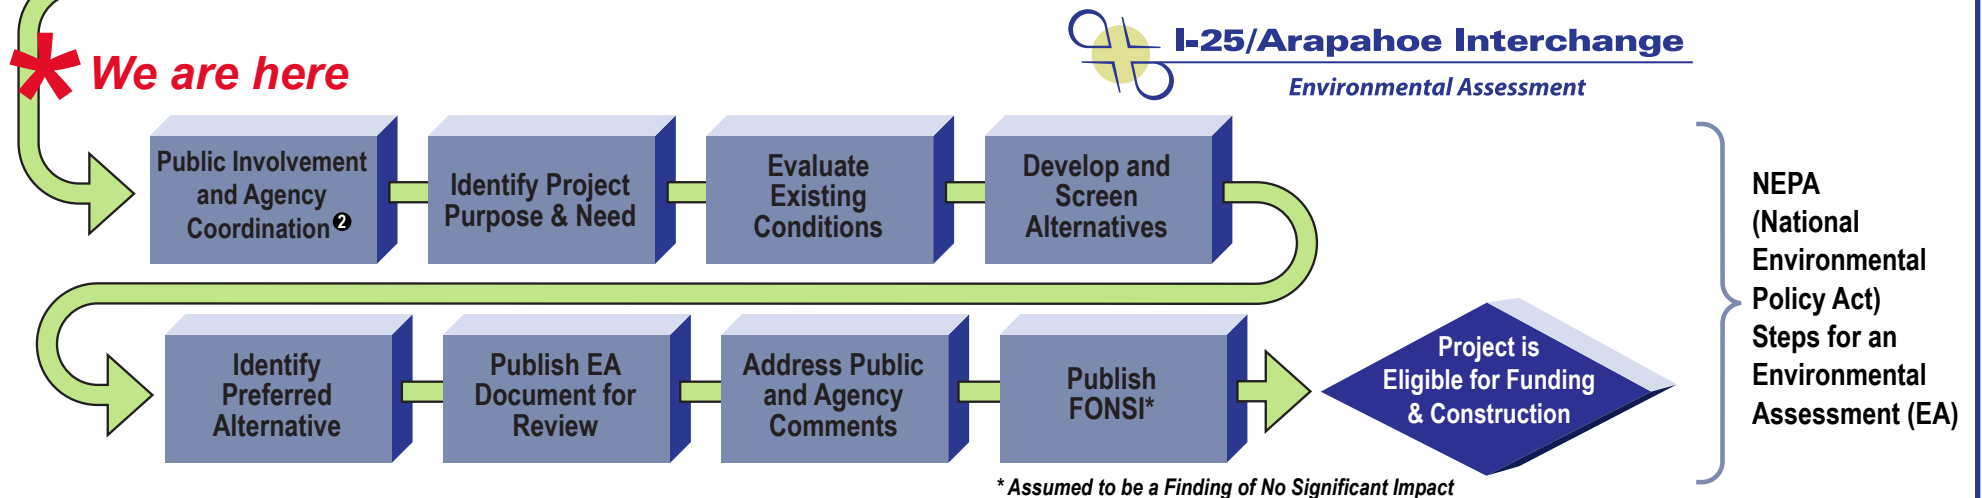 We are here
I-25/Arapahoe Interchange
Environmental Assessment
Public Involvement
and Agency
Coordination❷
Identify Project
Purpose & Need
Evaluate
Existing
Conditions
Develop and
Screen
Alternatives
Identify
Preferred
Alternative
Publish EA
Document for
Review
Address Public
and Agency
Comments
Publish
FONSI*
Project is
Eligible for Funding
& Construction
* Assumed to be a Finding of No Significant Impact
NEPA
(National
Environmental
Policy Act)
Steps for an
Environmental
Assessment (EA)